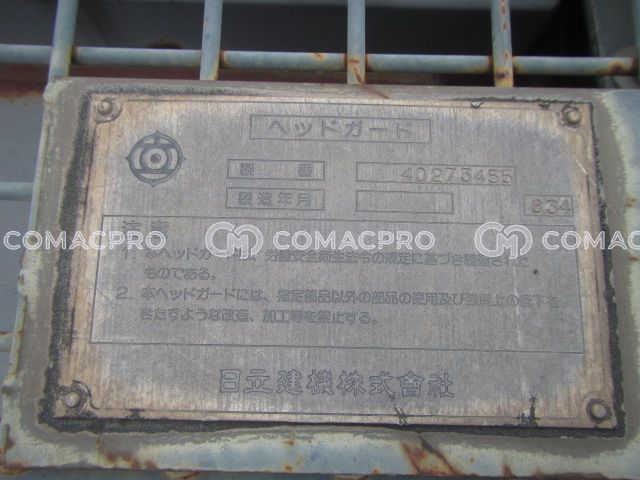 ヘッドガード
製 番 40273455
製造年月 834
注意
1. 本ヘッドガードは、労働安全衛生法令の規定に基づき製造された
ものである。
COMACPRO COMACPRO
2. 本ヘッドガードには、指定部品以外の部品の使用及び強度上の低下を
きたすような改造、加工等を禁止する。
日立建機株式會社